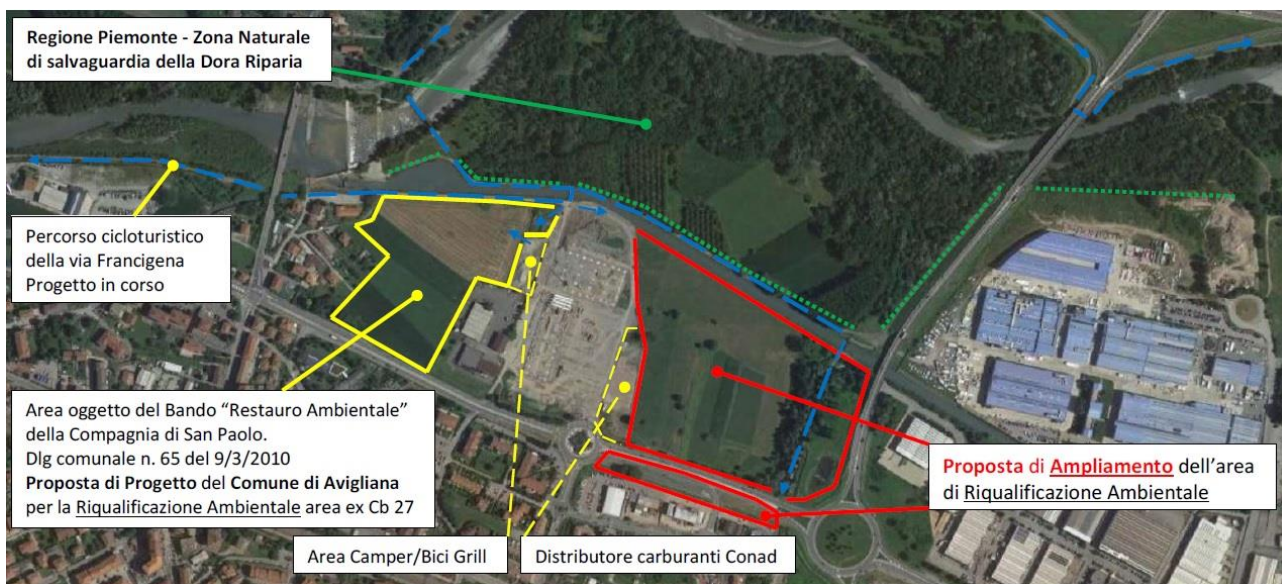 Regione Piemonte - Zona Naturale
di salvaguardia della Dora Riparia
Percorso cicloturistico
della via Francigena
Progetto in corso
Area oggetto del Bando “Restauro Ambientale”
della Compagnia di San Paolo.
Dlg comunale n. 65 del 9/3/2010
Proposta di Progetto del Comune di Avigliana
per la Riqualificazione Ambientale area ex Cb 27
Area Camper/Bici Grill
Distributore carburanti Conad
Proposta di Ampliamento dell’area
di Riqualificazione Ambientale